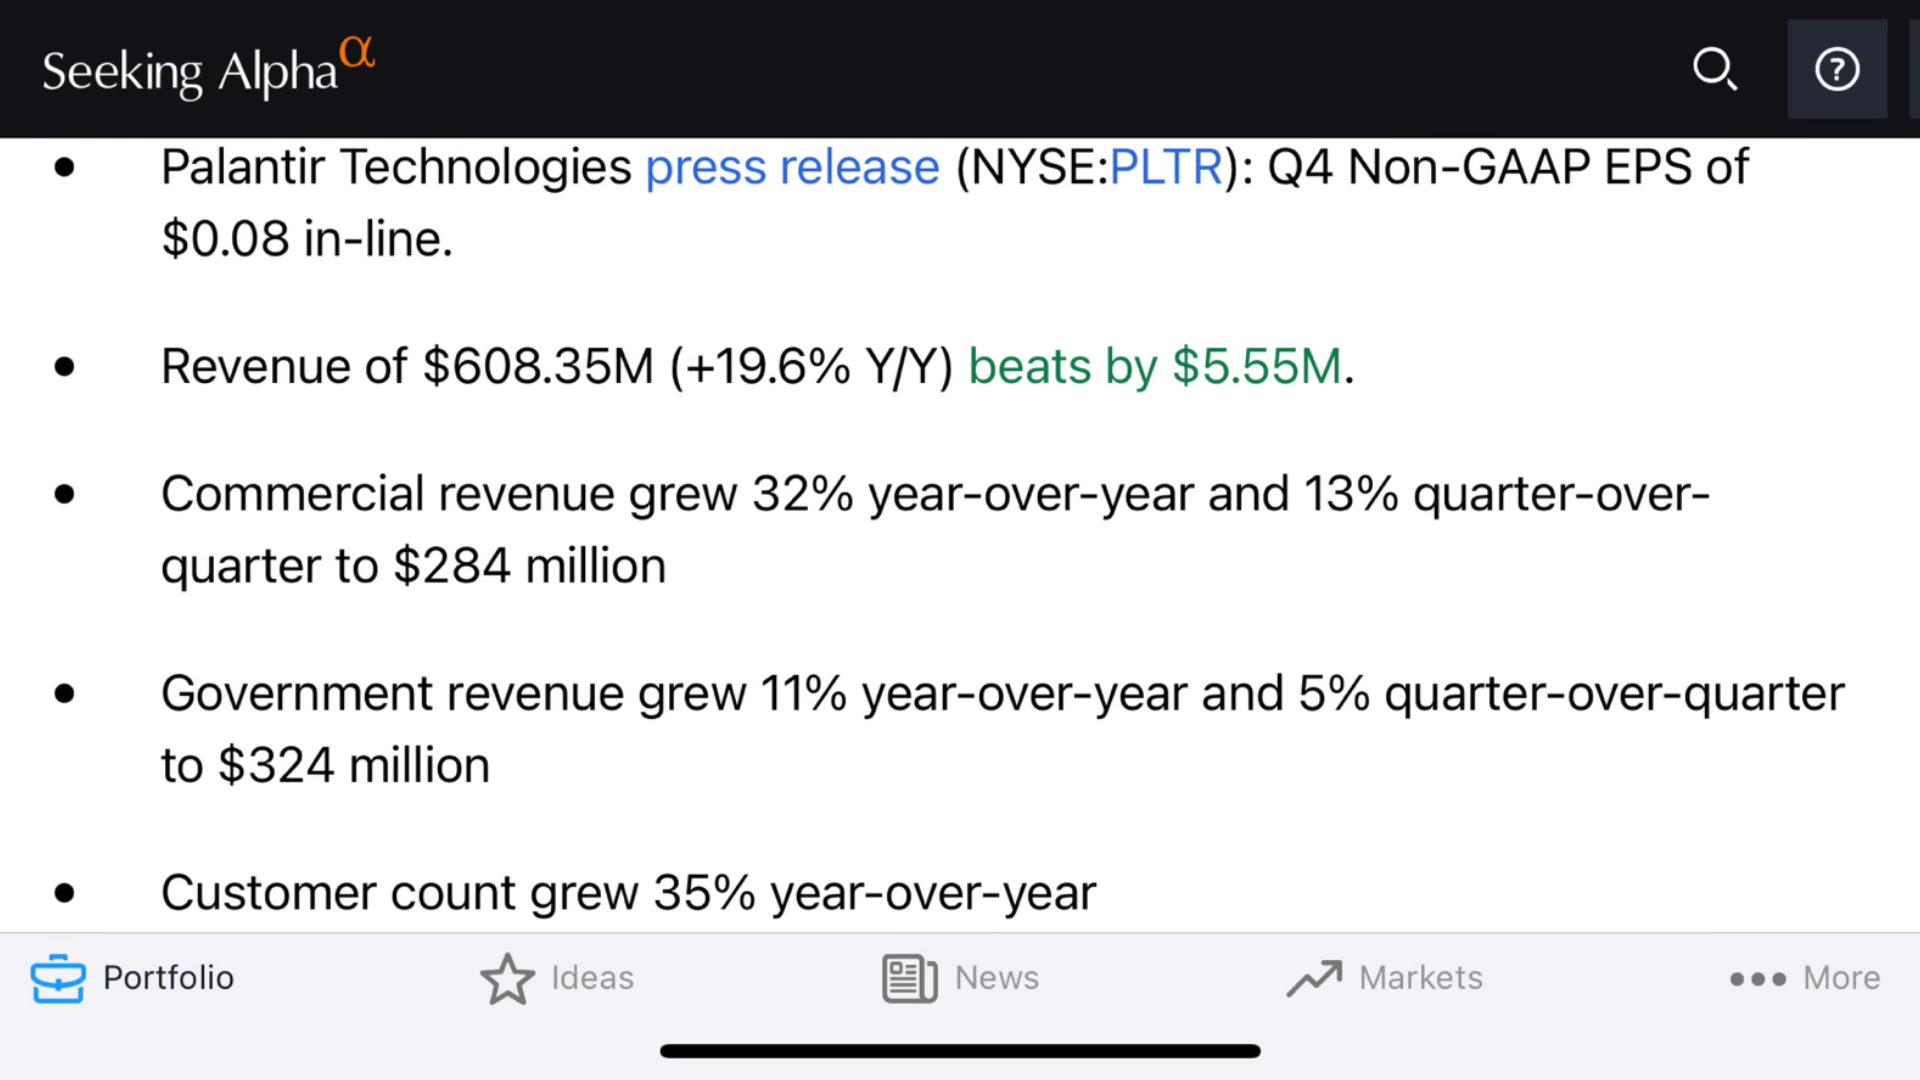 Seeking Alpha α
• Palantir Technologies press release (NYSE:PLTR): Q4 Non-GAAP EPS of
$0.08 in-line.
• Revenue of $608.35M (+19.6% Y/Y) beats by $5.55M.
• Commercial revenue grew 32% year-over-year and 13% quarter-over-
quarter to $284 million
• Government revenue grew 11% year-over-year and 5% quarter-over-quarter
to $324 million
• Customer count grew 35% year-over-year
Portfolio
Ideas
News
Markets
More